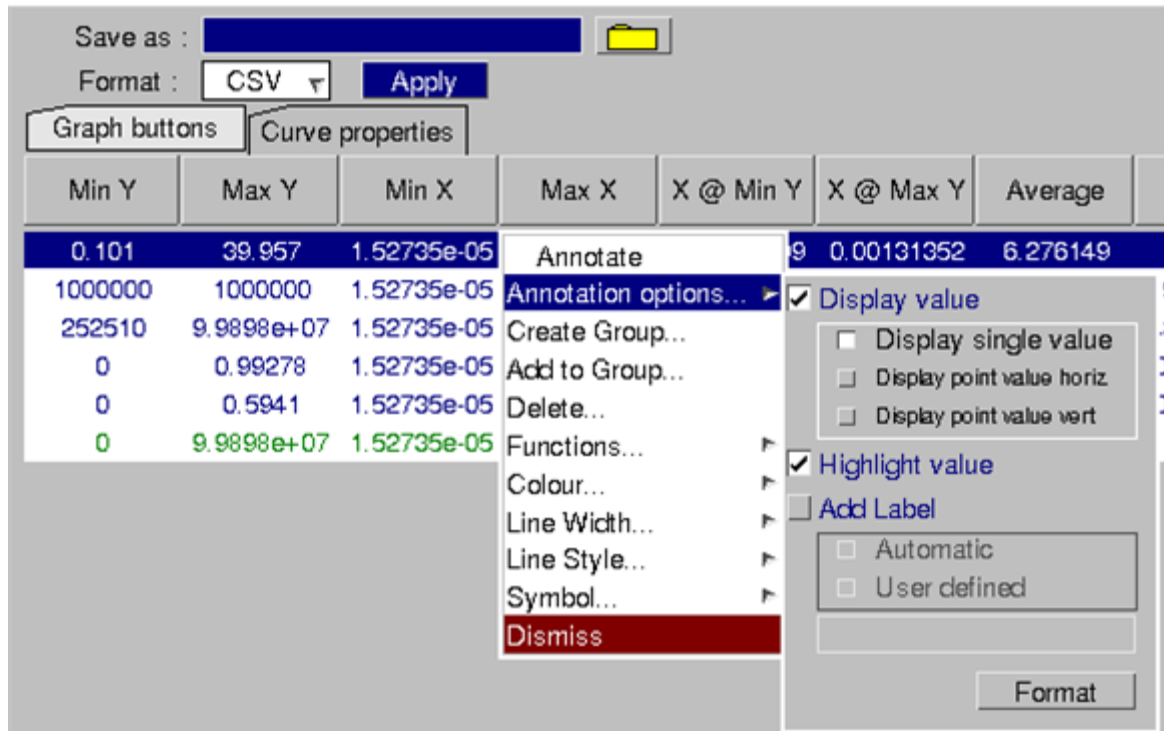 Save as :
Format : CSV Apply
Graph buttons Curve properties
Min Y Max Y Min X Max X X @ Min Y X @ Max Y Average
0.101 39.957 1.52735e-05 Annotate 9 0.00131352 6.276149
1000000 1000000 1.52735e-05 Annotation options... Display value
252510 9.9898e+07 1.52735e-05 Create Group... Display single value
0 0.99278 1.52735e-05 Add to Group... Display point value horiz
0 0.5941 1.52735e-05 Delete... Display point value vert
0 9.9898e+07 1.52735e-05 Functions... Highlight value
Colour...
Line Width... Add Label
Line Style... Automatic
Symbol... User defined
Dismiss
Format